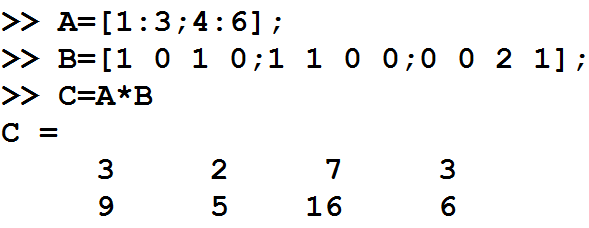 >> A=[1:3;4:6];
>> B=[1 0 1 0;1 1 0 0;0 0 2 1];
>> C=A*B
C =
3 2 7 3
9 5 16 6